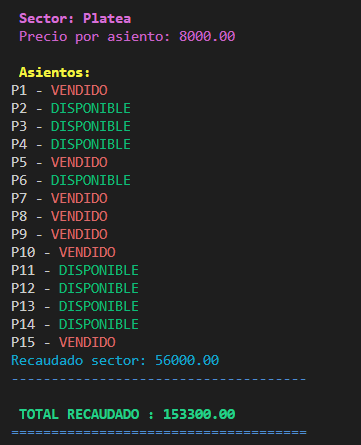 Sector: Platea
Precio por asiento: 8000.00
Asientos:
P1 - VENDIDO
P2 - DISPONIBLE
P3 - DISPONIBLE
P4 - DISPONIBLE
P5 - VENDIDO
P6 - DISPONIBLE
P7 - VENDIDO
P8 - VENDIDO
P9 - VENDIDO
P10 - VENDIDO
P11 - DISPONIBLE
P12 - DISPONIBLE
P13 - DISPONIBLE
P14 - DISPONIBLE
P15 - VENDIDO
Recaudado sector: 56000.00
-------------------------------------
TOTAL RECAUDADO : 153300.00
=====================================